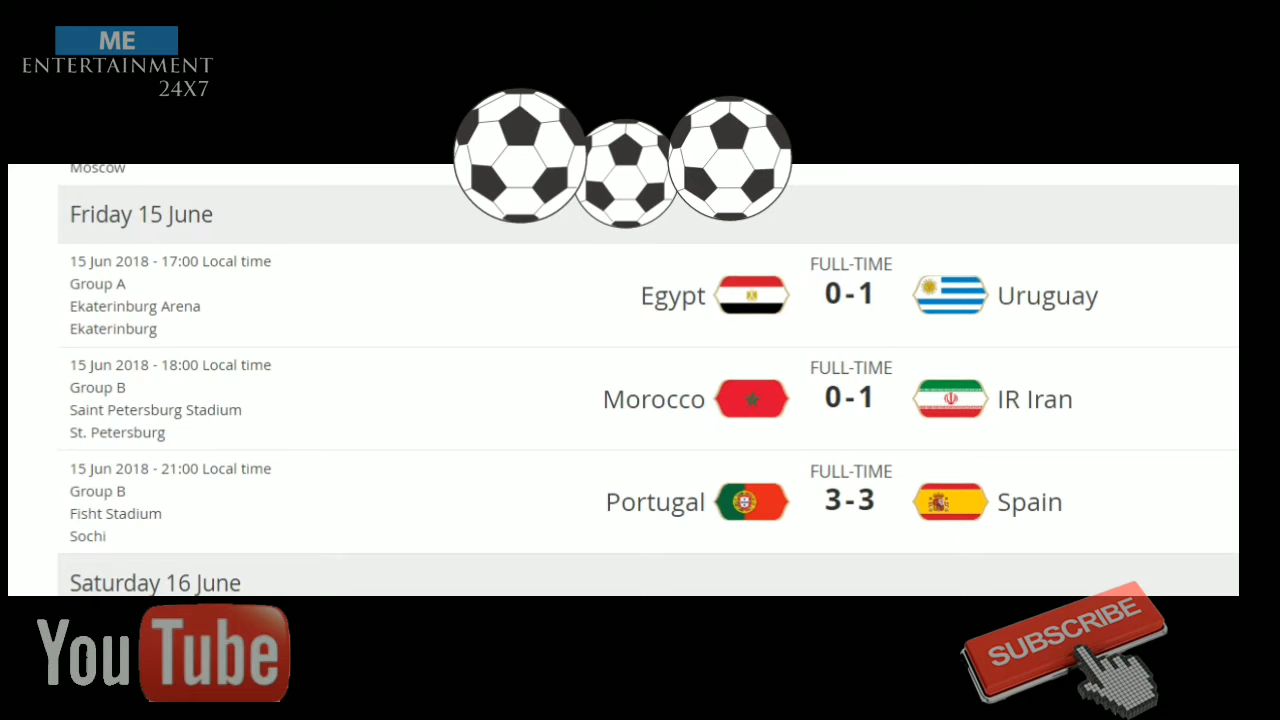 ME
ENTERTAINMENT
24X7
Moscow
Friday 15 June
15 Jun 2018 - 17:00 Local time
Group A
Ekaterinburg Arena
Ekaterinburg
Egypt
FULL-TIME
0-1
Uruguay
15 Jun 2018 - 18:00 Local time
Group B
Saint Petersburg Stadium
St. Petersburg
Morocco
FULL-TIME
0-1
IR Iran
15 Jun 2018 - 21:00 Local time
Group B
Fisht Stadium
Sochi
Portugal
FULL-TIME
3-3
Spain
Saturday 16 June
YouTube
SUBSCRIBE